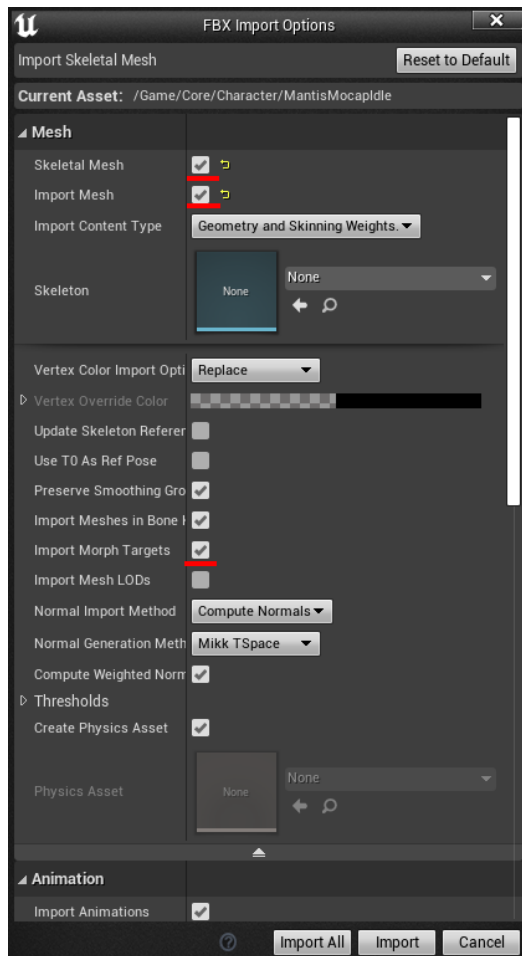 FBX Import Options
Import Skeletal Mesh
Reset to Default
Current Asset: /Game/Core/Character/MantisMocapIdle
Mesh
Skeletal Mesh
Import Mesh
Import Content Type Geometry and Skinning Weights.
Skeleton None None
Vertex Color Import Opti Replace
Vertex Override Color
Update Skeleton Referer
Use T0 As Ref Pose
Preserve Smoothing Gro
Import Meshes in Bone H
Import Morph Targets
Import Mesh LODs
Normal Import Method Compute Normals
Normal Generation Meth Mikk TSpace
Compute Weighted Norm
Thresholds
Create Physics Asset
Physics Asset None None
Animation
Import Animations
Import All Import Cancel